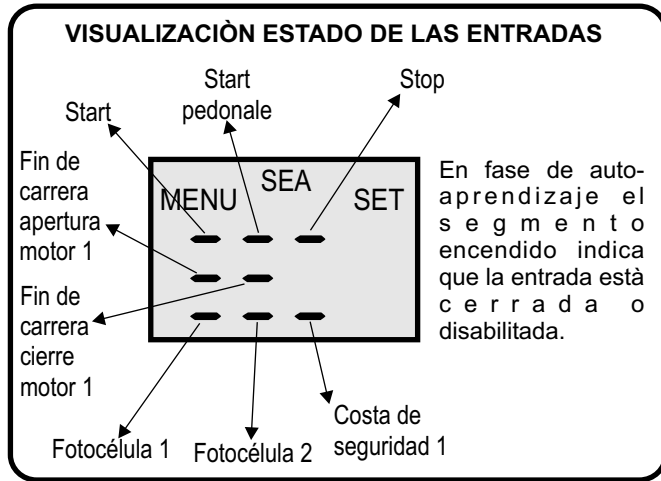 VISUALIZACIÒN ESTADO DE LAS ENTRADAS
Start
Start
pedonale
Stop
Fin de
carrera
apertura
motor 1
Fin de
carrera
cierre
motor 1
MENU
SEA
SET
En fase de auto-
aprendizaje el
segmento
encendido indica
que la entrada està
cerrada o
disabilitada.
Fotocélula 1
Fotocélula 2
Costa de
seguridad 1